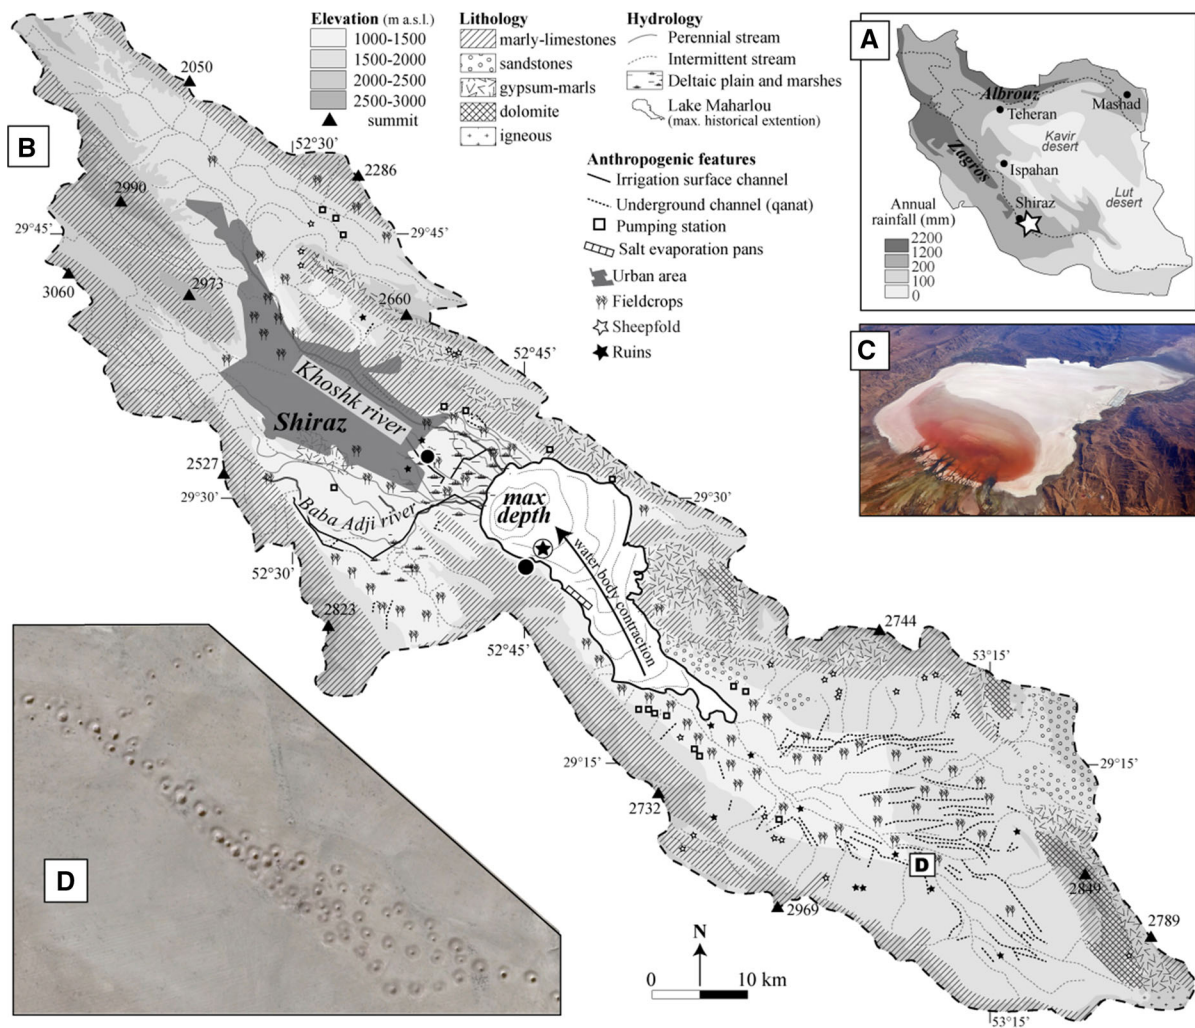 B
Elevation (m a.s.l.)
1000-1500
1500-2000
2000-2500
2500-3000
summit
Lithology
marly-limestones
sandstones
gypsum-marls
dolomite
igneous
Hydrology
Perennial stream
Intermittent stream
Deltaic plain and marshes
Lake Maharlou
(max. historical extention)
Anthropogenic features
Irrigation surface channel
Underground channel (qanat)
Pumping station
Salt evaporation pans
Urban area
Fieldcrops
Sheepfold
Ruins
A
Albrouz
Mashad
Teheran
Kavir
desert
Zagros
Ispahan
Lut
desert
Shiraz
Annual
rainfall (mm)
2200
1200
200
100
0
C
2050
52°30'
2286
2990
29°45'
29°45'
3060
2973
2660
52°45'
Khoshk river
Shiraz
2527
29°30'
max
depth
29°30'
Baba Adji river
water body contraction
52°30'
2823
52°45'
2744
53°15'
29°15'
29°15'
2732
D
2849
2969
2789
N
0 10 km
53°15'
D